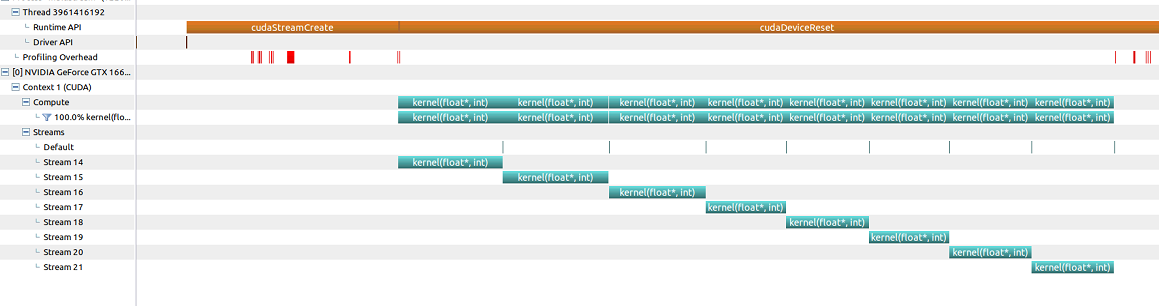 Thread 3961416192
Runtime API cudaStreamCreate cudaDeviceReset
Driver API
Profiling Overhead
[0] NVIDIA GeForce GTX 166...
Context 1 (CUDA)
Compute kernel(float*, int) kernel(float*, int) kernel(float*, int) kernel(float*, int) kernel(float*, int) kernel(float*, int) kernel(float*, int) kernel(float*, int)
100.0% kernel(flo... kernel(float*, int) kernel(float*, int) kernel(float*, int) kernel(float*, int) kernel(float*, int) kernel(float*, int) kernel(float*, int) kernel(float*, int)
Streams
Default
Stream 14 kernel(float*, int)
Stream 15 kernel(float*, int)
Stream 16 kernel(float*, int)
Stream 17 kernel(float*, int)
Stream 18 kernel(float*, int)
Stream 19 kernel(float*, int)
Stream 20 kernel(float*, int)
Stream 21 kernel(float*, int)